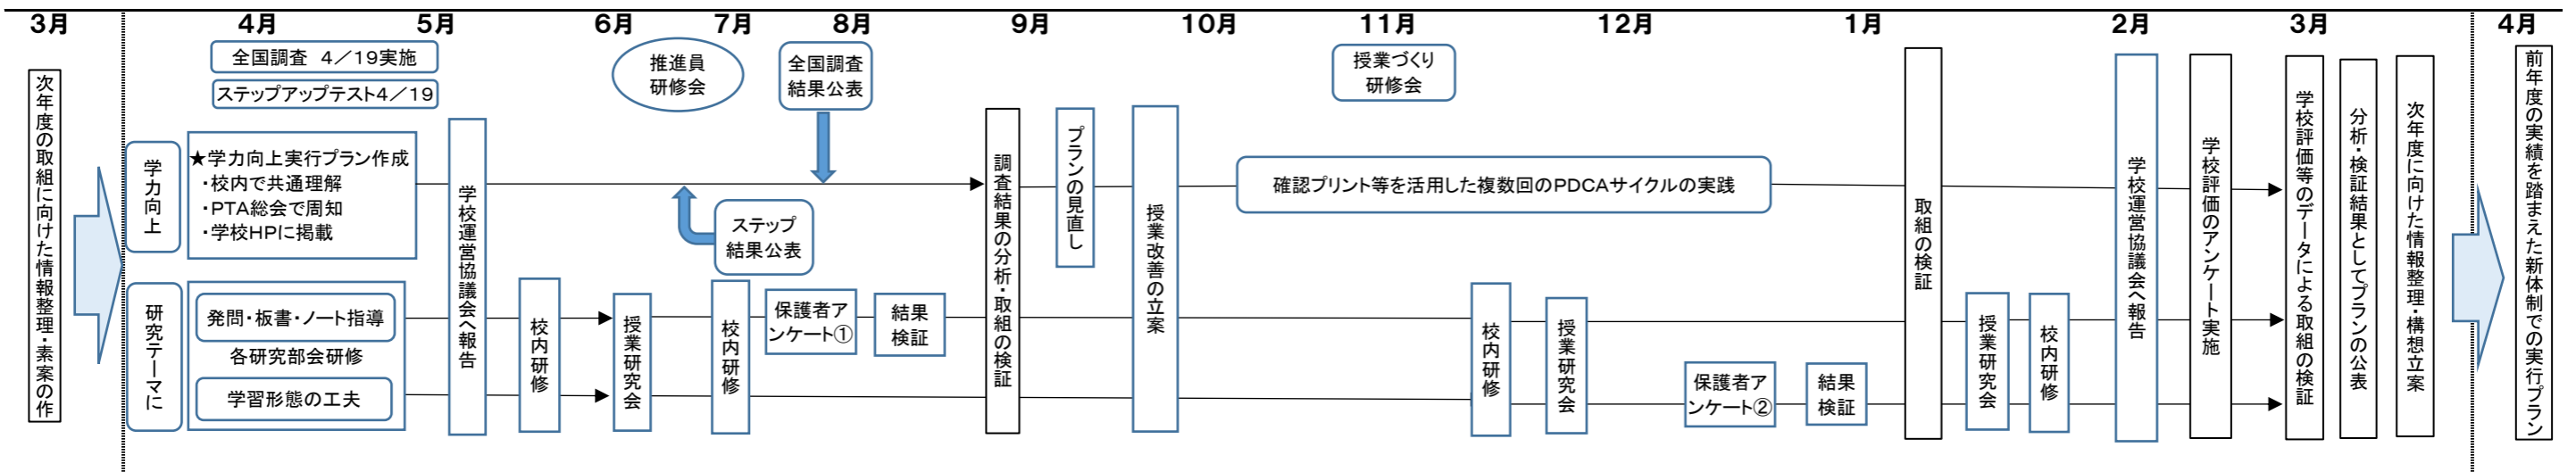 3月
4月
5月
6月
7月
8月
9月
10月
11月
12月
1月
2月
3月
4月
次年度の取組に向けた情報整理・素案の作
全国調査 4／19実施
ステップアップテスト4／19
学力向上
★学力向上実行プラン作成
・校内で共通理解
・PTA総会で周知
・学校HPに掲載
研究テーマに
発問・板書・ノート指導
各研究部会研修
学習形態の工夫
学校運営協議会へ報告
校内研修
推進員
研修会
授業研究会
ステップ
結果公表
校内研修
全国調査
結果公表
保護者ア
ンケート①
結果
検証
調査結果の分析・取組の検証
プランの見直し
授業改善の立案
授業づくり
研修会
確認プリント等を活用した複数回のPDCAサイクルの実践
校内研修
授業研究会
保護者ア
ンケート②
結果
検証
取組の検証
授業研究会
校内研修
学校運営協議会へ報告
学校評価のアンケート実施
学校評価等のデータによる取組の検証
分析・検証結果としてプランの公表
次年度に向けた情報整理・構想立案
前年度の実績を踏まえた新体制での実行プラン